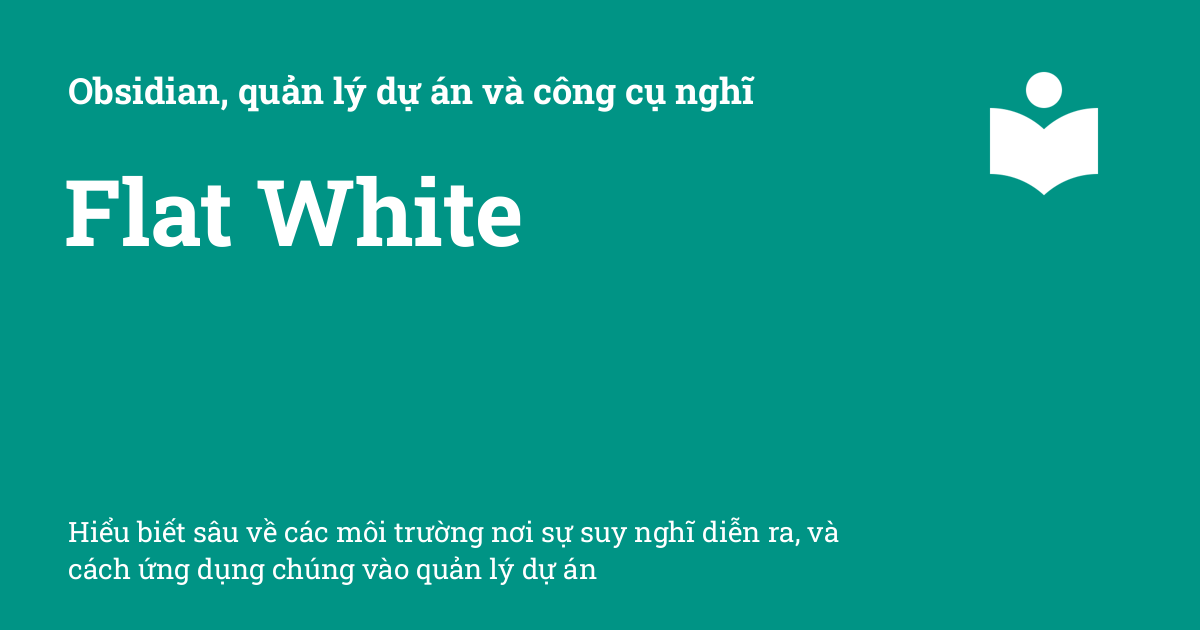 Obsidian, quản lý dự án và công cụ nghĩ
Flat White
Hiểu biết sâu về các môi trường nơi sự suy nghĩ diễn ra, và
cách ứng dụng chúng vào quản lý dự án